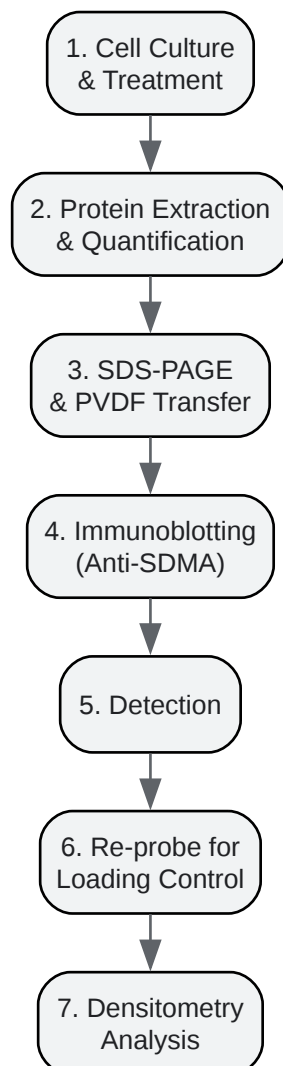 1. Cell Culture
& Treatment
2. Protein Extraction
& Quantification
3. SDS-PAGE
& PVDF Transfer
4. Immunoblotting
(Anti-SDMA)
5. Detection
6. Re-probe for
Loading Control
7. Densitometry
Analysis